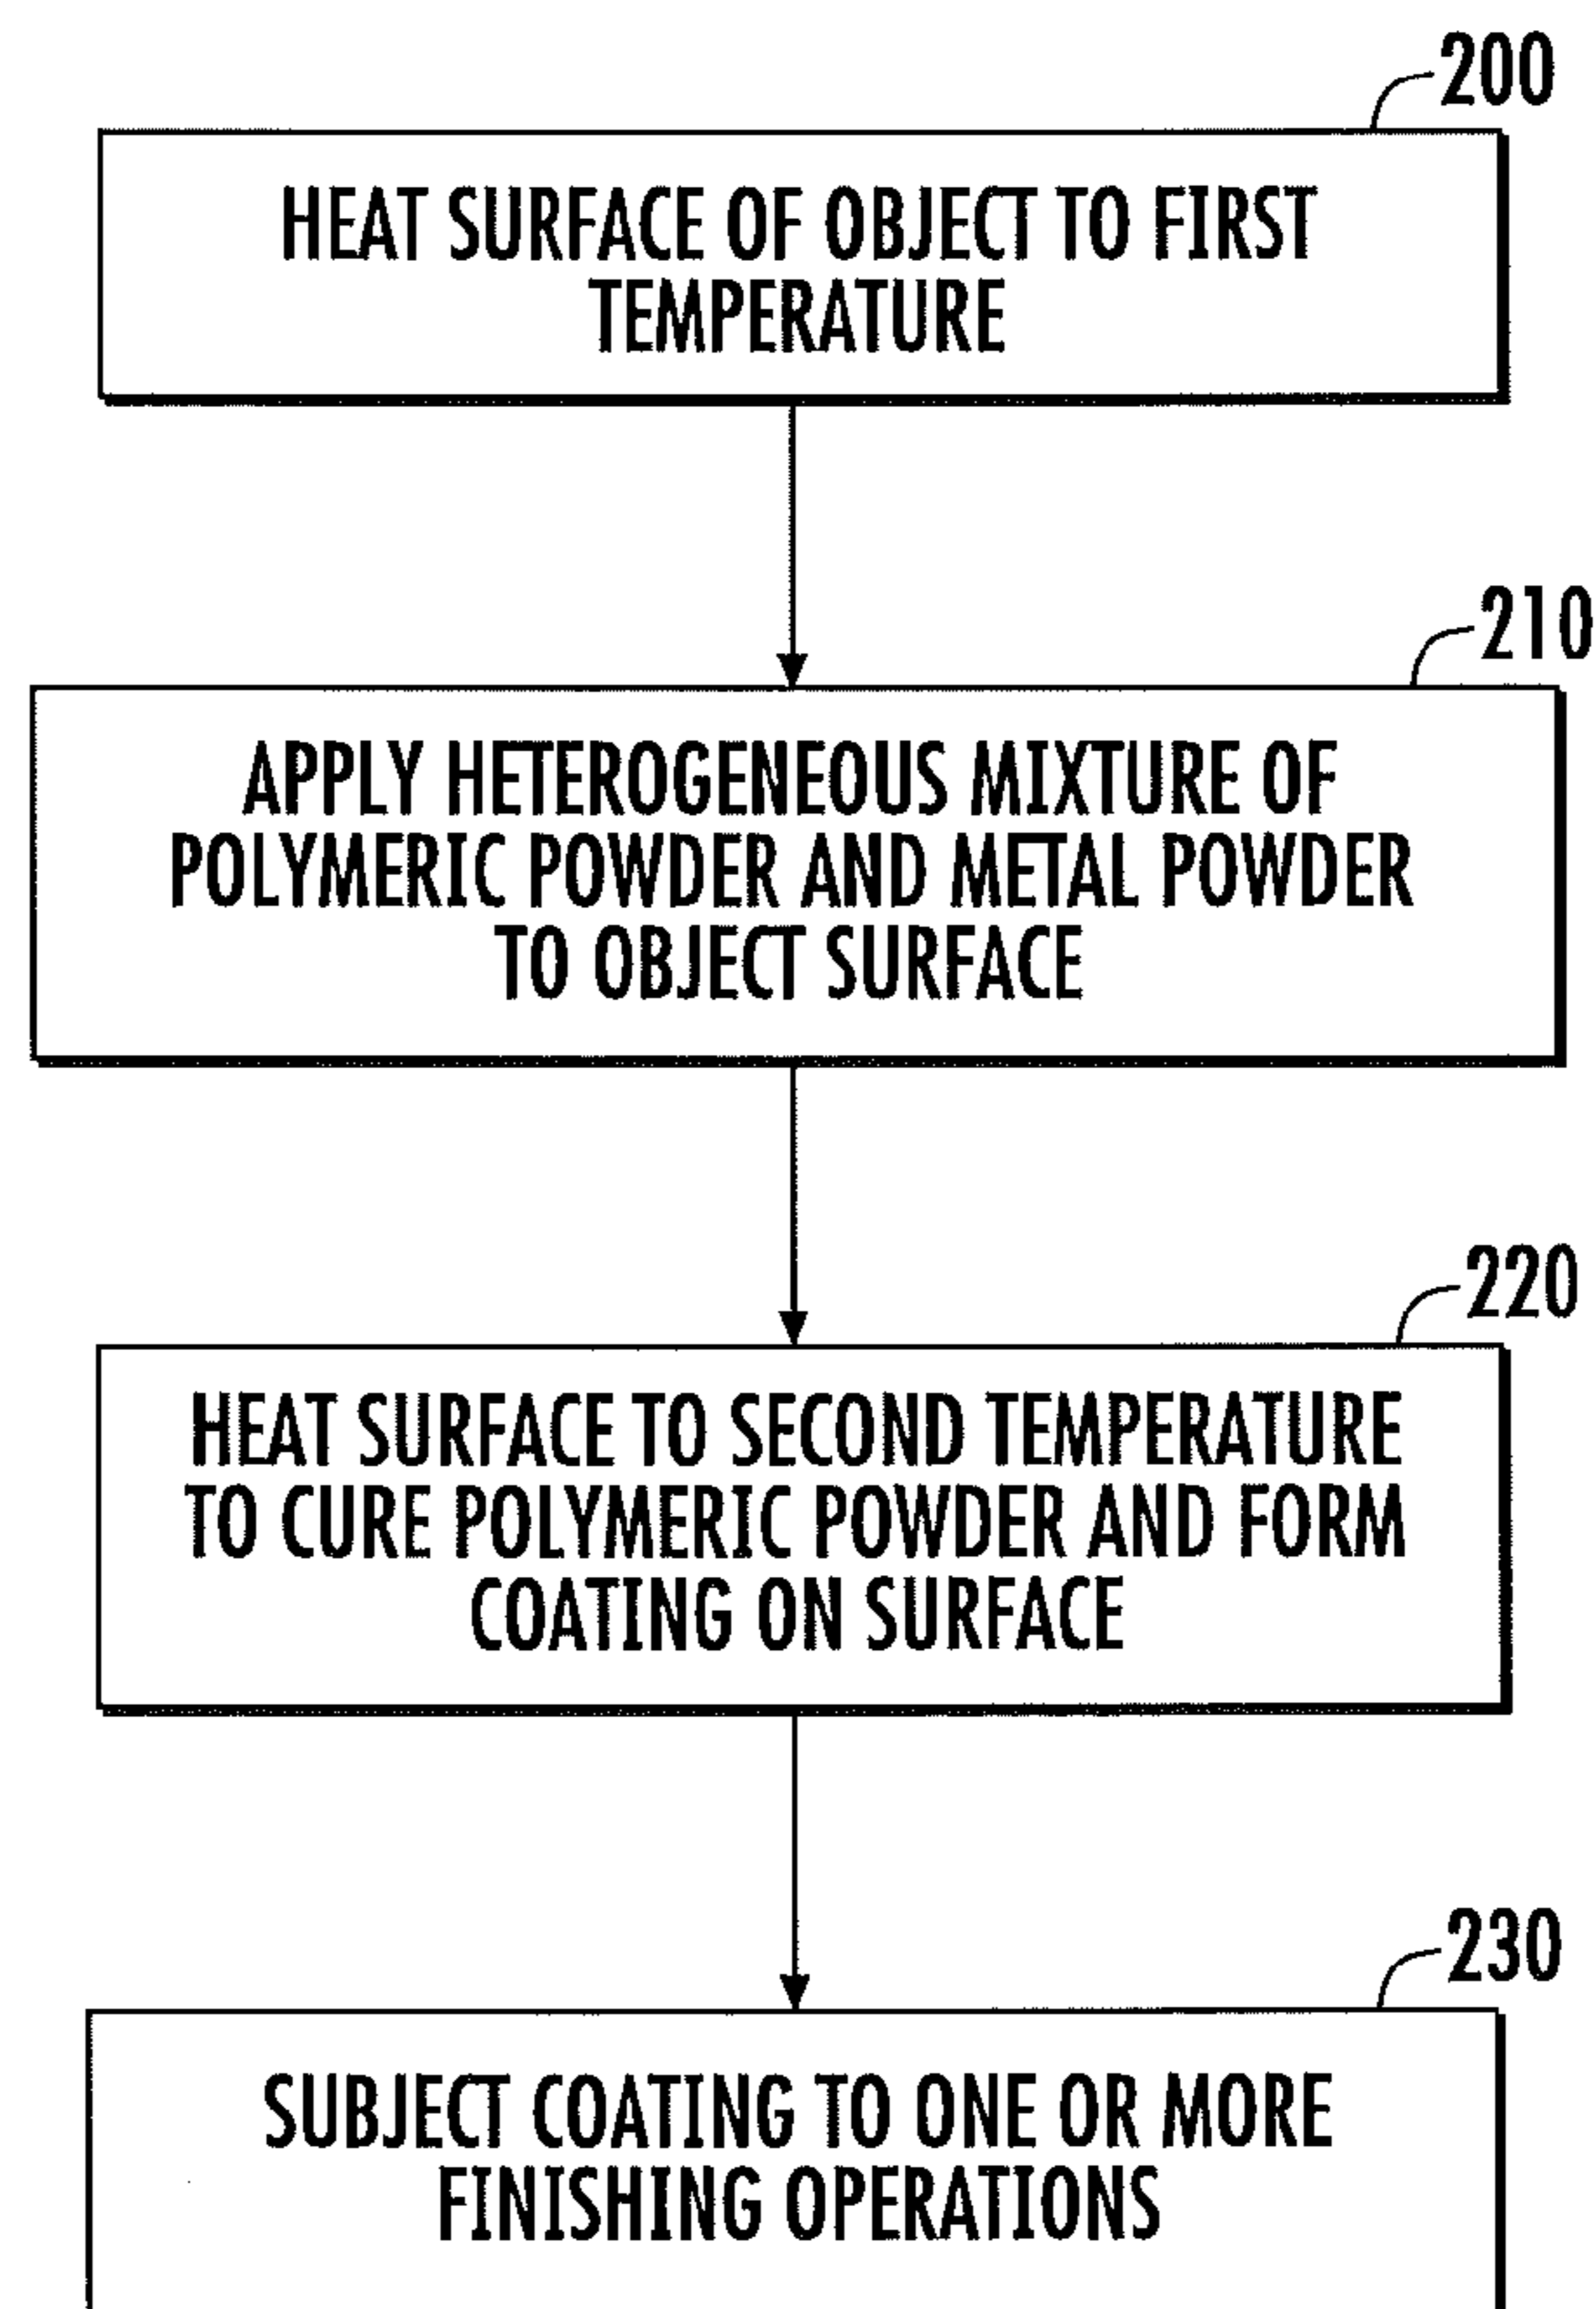 200
HEAT SURFACE OF OBJECT TO FIRST
TEMPERATURE
210
APPLY HETEROGENEOUS MIXTURE OF
POLYMERIC POWDER AND METAL POWDER
TO OBJECT SURFACE
220
HEAT SURFACE TO SECOND TEMPERATURE
TO CURE POLYMERIC POWDER AND FORM
COATING ON SURFACE
230
SUBJECT COATING TO ONE OR MORE
FINISHING OPERATIONS